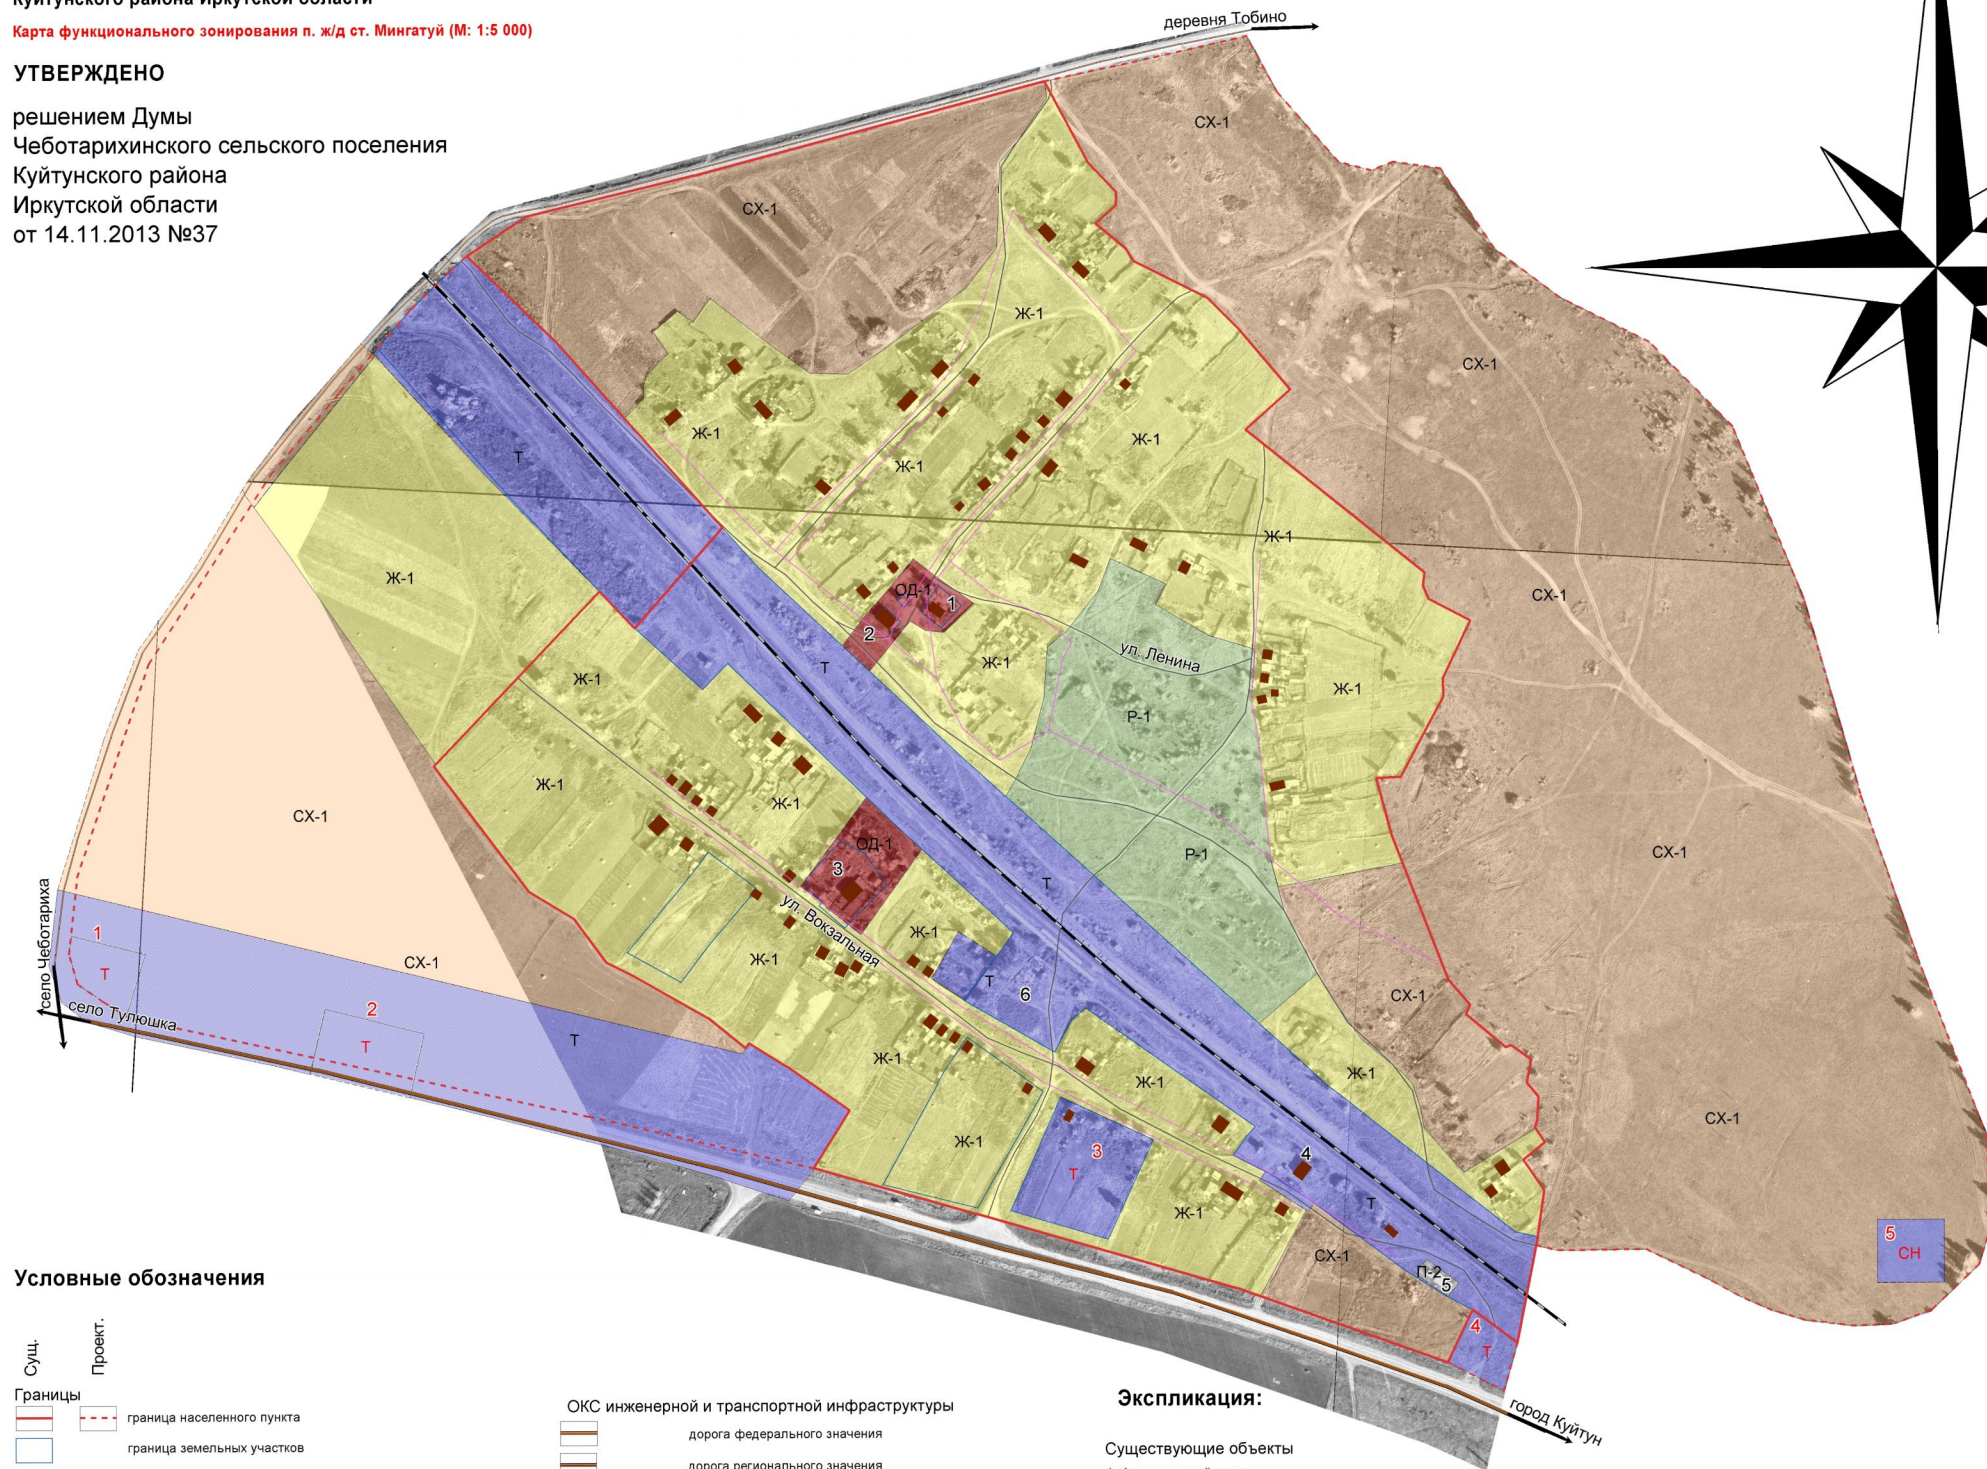 Куйтунского района Иркутской области
Карта функционального зонирования п. ж/д ст. Мингатуй (М: 1:5 000)
УТВЕРЖДЕНО
решением Думы
Чеботарихинского сельского поселения
Куйтунского района
Иркутской области
от 14.11.2013 №37
деревня Тобино
СХ-1
СХ-1
Ж-1
СХ-1
Ж-1
Ж-1
Ж-1
Т
Ж-1
Ж-1
ОД-1
1
2
СХ-1
Ж-1
ул. Ленина
Т
Ж-1
Ж-1
Р-1
Ж-1
Ж-1
СХ-1
ОД-1
3
Р-1
СХ-1
Т
ул. Вокзальная
Ж-1
село Чеботариха
1
Т
СХ-1
Ж-1
Т
6
СХ-1
село Тулюшка
2
Т
Т
Ж-1
Ж-1
Ж-1
СХ-1
Ж-1
3
Т
4
Т
Ж-1
СХ-1
П-2
5
5
СН
4
Т
город Куйтун
Условные обозначения
Сущ.
Проект.
Границы
граница населенного пункта
граница земельных участков
ОКС инженерной и транспортной инфраструктуры
дорога федерального значения
дорога регионального значения
Экспликация:
Существующие объекты